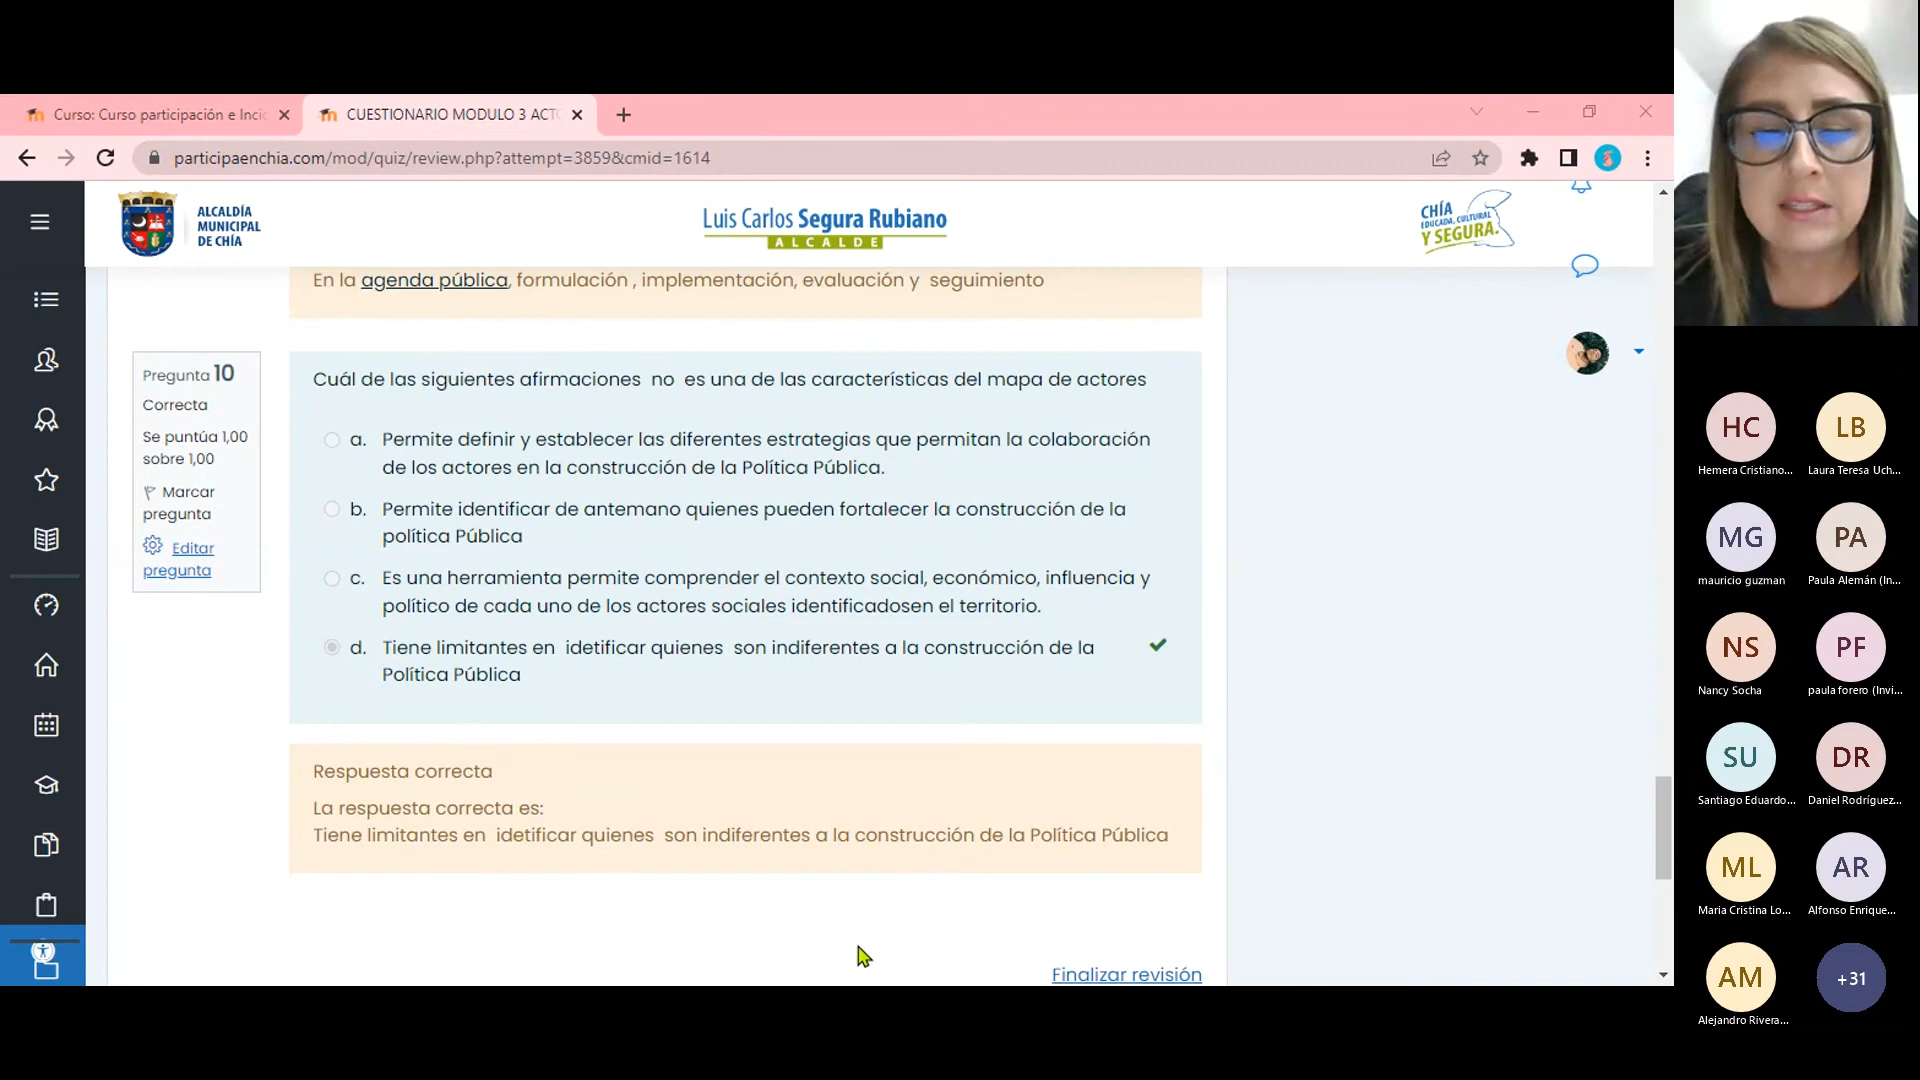 Curso: Curso participación e Inci
CUESTIONARIO MODULO 3 ACTO
participaenchia.com/mod/quiz/review.php?attempt=3859&cmid=1614
ALCALDÍA
MUNICIPAL
DE CHÍA
Luis Carlos Segura Rubiano
ALCALDE
CHÍA
EDUCADA, CULTURAL
Y SEGURA.
En la agenda pública, formulación , implementación, evaluación y  seguimiento
Pregunta 10
Correcta
Se puntúa 1,00
sobre 1,00
Marcar
pregunta
Editar
pregunta
Cuál de las siguientes afirmaciones  no  es una de las características del mapa de actores
a. Permite definir y establecer las diferentes estrategias que permitan la colaboración
de los actores en la construcción de la Política Pública.
b. Permite identificar de antemano quienes pueden fortalecer la construcción de la
política Pública
c. Es una herramienta permite comprender el contexto social, económico, influencia y
político de cada uno de los actores sociales identificadosen el territorio.
d. Tiene limitantes en  idetificar quienes  son indiferentes a la construcción de la
Política Pública
Respuesta correcta
La respuesta correcta es:
Tiene limitantes en  idetificar quienes  son indiferentes a la construcción de la Política Pública
Finalizar revisión
HC
Hemera Cristiano...
LB
Laura Teresa Uch...
MG
mauricio guzman
PA
Paula Alemán (In...
NS
Nancy Socha
PF
paula forero (Invi...
SU
Santiago Eduardo...
DR
Daniel Rodríguez...
ML
Maria Cristina Lo...
AR
Alfonso Enrique...
AM
Alejandro Rivera...
+31